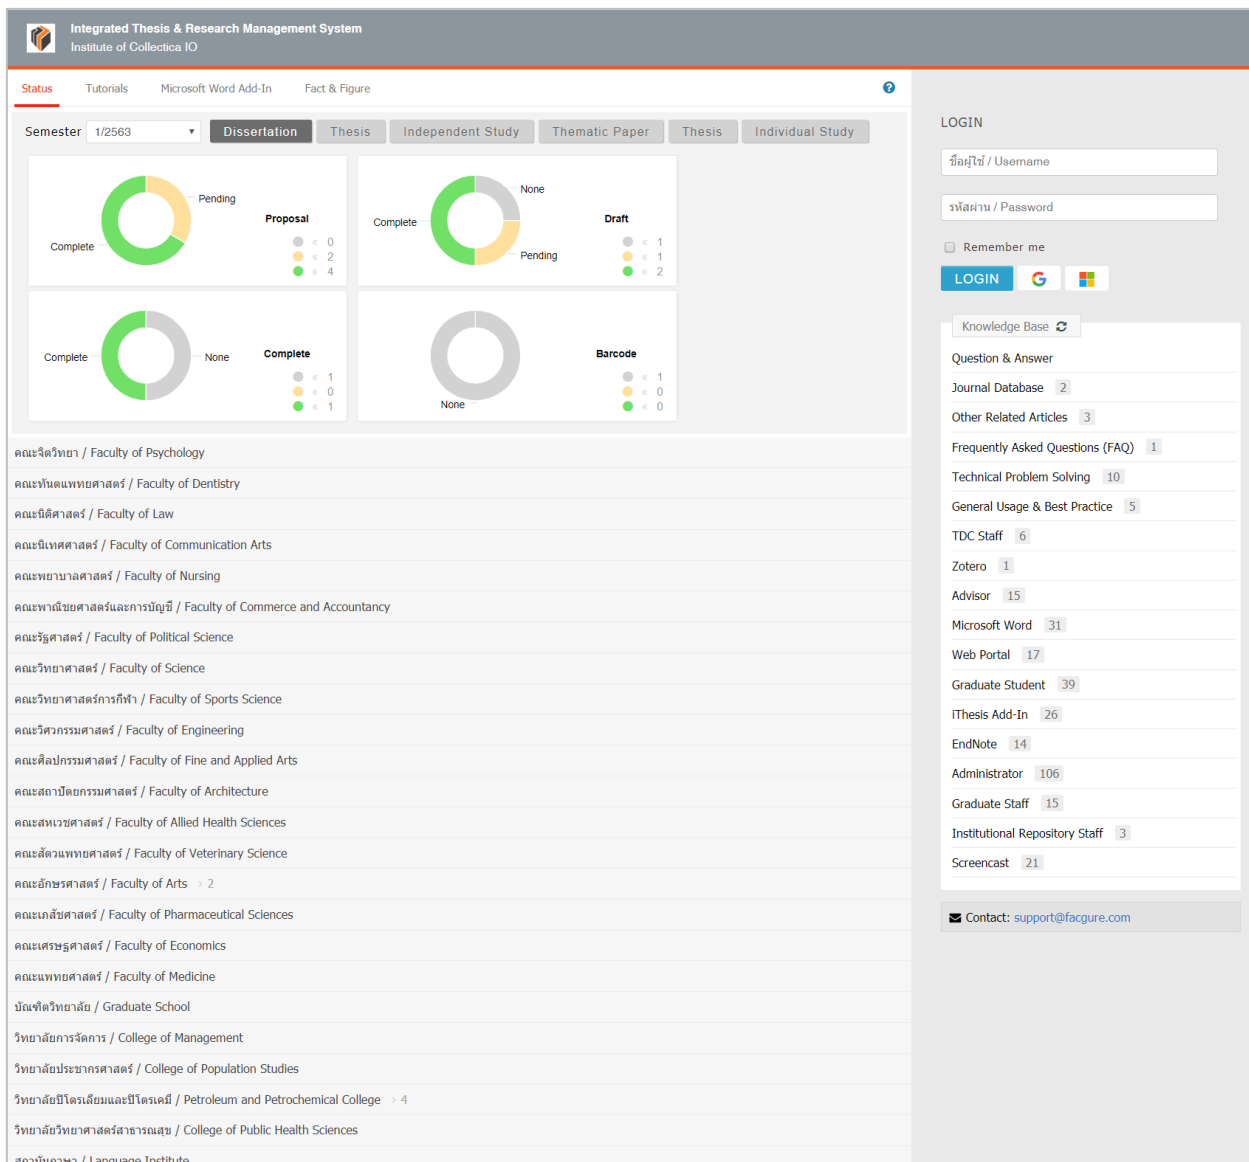 Integrated Thesis & Research Management System
Institute of Collectica IO
Status Tutorials Microsoft Word Add-In Fact & Figure
Semester 1/2563 Dissertation Thesis Independent Study Thematic Paper Thesis Individual Study
Pending
Complete
Proposal
« 0
« 2
« 4
None
Complete
Pending
Draft
« 1
« 1
« 2
Complete
None
Complete
« 1
« 0
« 1
None
Barcode
« 1
« 0
« 0
คณะจิตวิทยา / Faculty of Psychology
คณะทันตแพทยศาสตร์ / Faculty of Dentistry
คณะนิติศาสตร์ / Faculty of Law
คณะนิเทศศาสตร์ / Faculty of Communication Arts
คณะพยาบาลศาสตร์ / Faculty of Nursing
คณะพาณิชยศาสตร์และการบัญชี / Faculty of Commerce and Accountancy
คณะรัฐศาสตร์ / Faculty of Political Science
คณะวิทยาศาสตร์ / Faculty of Science
คณะวิทยาศาสตร์การกีฬา / Faculty of Sports Science
คณะวิศวกรรมศาสตร์ / Faculty of Engineering
คณะศิลปกรรมศาสตร์ / Faculty of Fine and Applied Arts
คณะสถาปัตยกรรมศาสตร์ / Faculty of Architecture
คณะสหเวชศาสตร์ / Faculty of Allied Health Sciences
คณะสัตวแพทยศาสตร์ / Faculty of Veterinary Science
คณะอักษรศาสตร์ / Faculty of Arts › 2
คณะเภสัชศาสตร์ / Faculty of Pharmaceutical Sciences
คณะเศรษฐศาสตร์ / Faculty of Economics
คณะแพทยศาสตร์ / Faculty of Medicine
บัณฑิตวิทยาลัย / Graduate School
วิทยาลัยการจัดการ / College of Management
วิทยาลัยประชากรศาสตร์ / College of Population Studies
วิทยาลัยปิโตรเลียมและปิโตรเคมี / Petroleum and Petrochemical College › 4
วิทยาลัยวิทยาศาสตร์สาธารณสุข / College of Public Health Sciences
สถาบันภาษา / Language Institute
LOGIN
ชื่อผู้ใช้ / Username
รหัสผ่าน / Password
Remember me
LOGIN
Knowledge Base
Question & Answer
Journal Database 2
Other Related Articles 3
Frequently Asked Questions (FAQ) 1
Technical Problem Solving 10
General Usage & Best Practice 5
TDC Staff 6
Zotero 1
Advisor 15
Microsoft Word 31
Web Portal 17
Graduate Student 39
iThesis Add-In 26
EndNote 14
Administrator 106
Graduate Staff 15
Institutional Repository Staff 3
Screencast 21
Contact: support@facgure.com